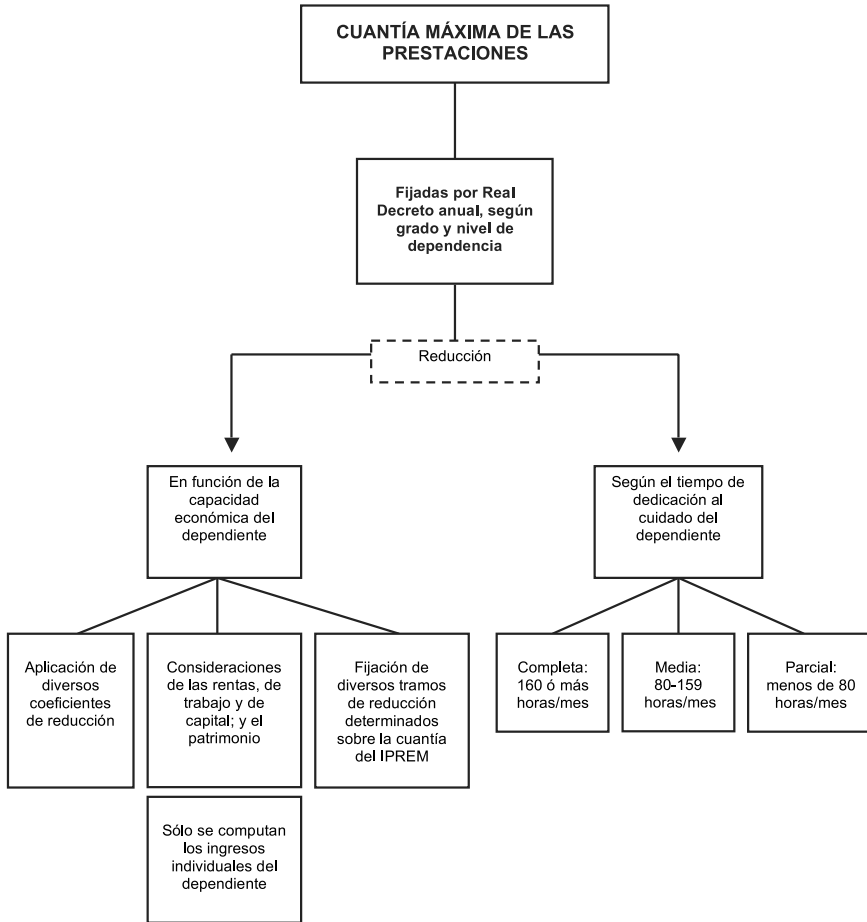 CUANTÍA MÁXIMA DE LAS
PRESTACIONES
Fijadas por Real
Decreto anual, según
grado y nivel de
dependencia
Reducción
En función de la
capacidad
económica del
dependiente
Según el tiempo de
dedicación al
cuidado del
dependiente
Aplicación de
diversos
coeficientes
de reducción
Consideraciones
de las rentas, de
trabajo y de
capital; y el
patrimonio
Fijación de
diversos tramos
de reducción
determinados
sobre la cuantía
del IPREM
Completa:
160 ó más
horas/mes
Media:
80-159
horas/mes
Parcial:
menos de 80
horas/mes
Sólo se computan
los ingresos
individuales del
dependiente